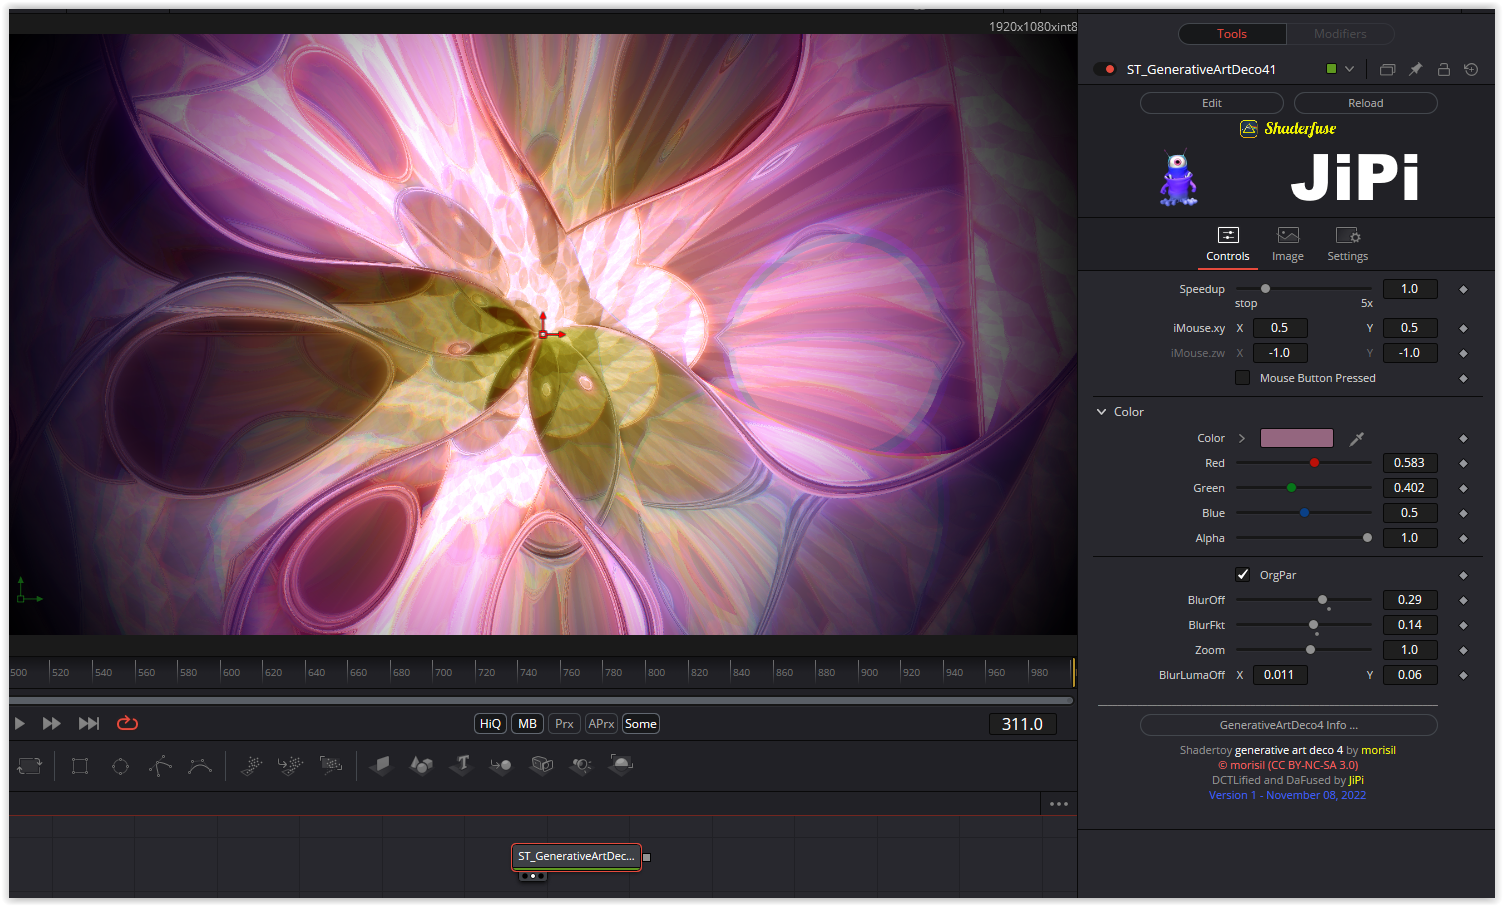 1920x1080xint8
Tools Modifiers
ST_GenerativeArtDeco41
Edit Reload
Shaderfuse
JiPi
Controls Image Settings
Speedup 1.0
stop 5x
iMouse.xy X 0.5 Y 0.5
iMouse.zw X -1.0 Y -1.0
Mouse Button Pressed
Color
Color
Red 0.583
Green 0.402
Blue 0.5
Alpha 1.0
OrgPar
BlurOff 0.29
BlurFkt 0.14
Zoom 1.0
BlurLumaOff X 0.011 Y 0.06
GenerativeArtDeco4 Info ...
Shadertoy generative art deco 4 by morisil
© morisil (CC BY-NC-SA 3.0)
DCTLified and DaFused by JiPi
Version 1 - November 08, 2022
500 520 540 560 580 600 620 640 660 680 700 720 740 760 780 800 820 840 860 880 900 920 940 960 980
HiQ MB Prx APrx Some 311.0
ST_GenerativeArtDec...